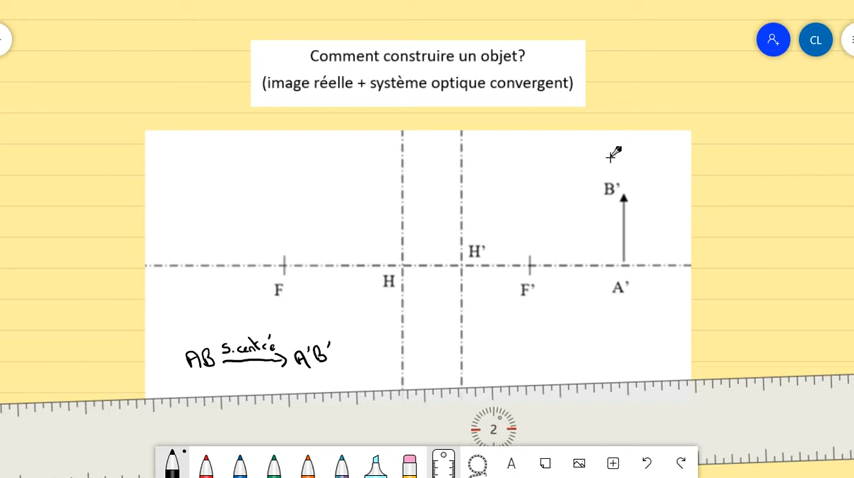 CL
Comment construire un objet?
(image réelle + système optique convergent)
B'
H'
F
H
F'
A'
AB S. centré A'B'
2°
A